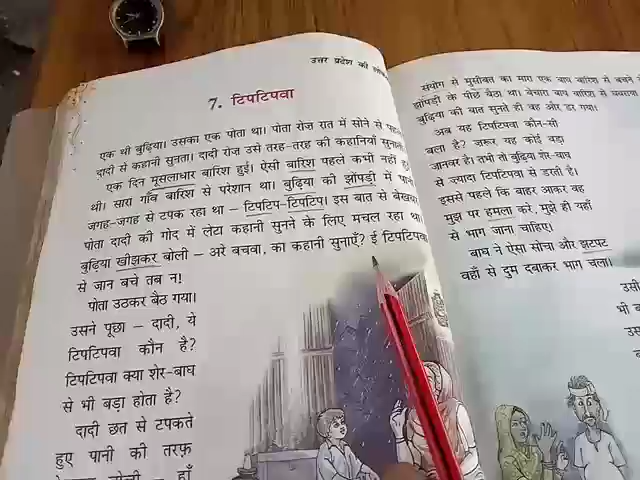 उत्तर प्रदेश की
7. टिपटिपवा
एक थी बुढ़िया। उसका एक पोता था। पोता रोज़ रात में सोने से पहले
दादी से कहानी सुनता। दादी रोज़ उसे तरह-तरह की कहानियाँ सुनाती
एक दिन मूसलाधार बारिश हुई। ऐसी बारिश पहले कभी नहीं हुई
थी। सारा गाँव बारिश से परेशान था। बुढ़िया की झोंपड़ी में पानी
जगह-जगह से टपक रहा था – टिपटिप-टिपटिप। इस बात से बेखबर
पोता दादी की गोद में लेटा कहानी सुनने के लिए मचल रहा था।
बुढ़िया खीझकर बोली – अरे बचवा, का कहानी सुनाएँ? ई टिपटिपवा
से जान बचे तब न!
पोता उठकर बैठ गया।
उसने पूछा – दादी, ये
टिपटिपवा कौन है?
टिपटिपवा क्या शेर-बाघ
से भी बड़ा होता है?
दादी छत से टपकते
हुए पानी की तरफ़
हाँ
संयोग से मुसीबत का मारा एक बाघ बारिश से बचने
झोंपड़ी के पीछे बैठा था। बेचारा बाघ बारिश से घबराया
बुढ़िया की बात सुनते ही वह और डर गया।
अब यह टिपटिपवा कौन-सी
बला है? ज़रूर यह कोई बड़ा
जानवर है। तभी तो बुढ़िया शेर-बाघ
से ज़्यादा टिपटिपवा से डरती है।
इससे पहले कि बाहर आकर वह
मुझ पर हमला करे, मुझे ही यहाँ
से भाग जाना चाहिए।
बाघ ने ऐसा सोचा और झटपट
वहाँ से दुम दबाकर भाग चला।
उसी
भी